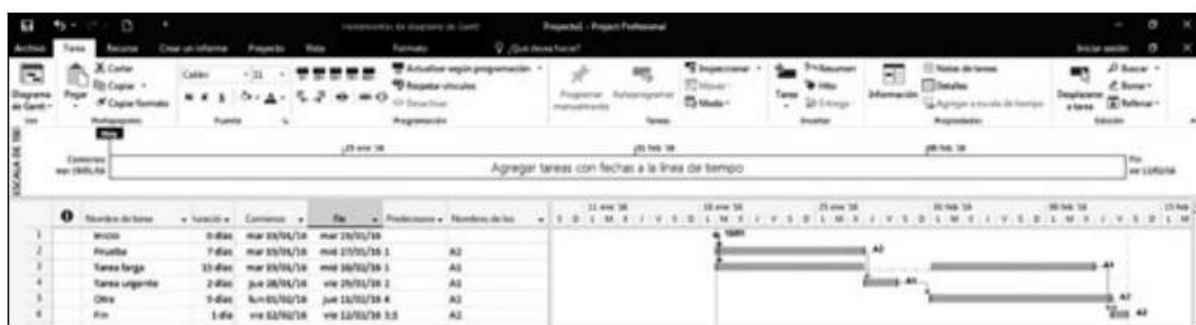 Herramientas de diagrama de Gantt Proyecto1 - Project Profesional
Archivo Tarea Recurso Crear un informe Proyecto Vista Formato ¿Qué desea hacer? Iniciar sesión
Diagrama de Gantt
Ver
Pegar
Cortar
Copiar
Copiar formato
Portapapeles
Calibri 11
N K S
Fuente
Actualizar según programación
Respetar vínculos
Desactivar
Programación
Programar manualmente
Autoprogramar
Inspeccionar
Mover
Modo
Tareas
Tarea
Resumen
Hito
Entrega
Insertar
Información
Notas de tareas
Detalles
Agregar a escala de tiempo
Propiedades
Desplazarse a tarea
Buscar
Borrar
Rellenar
Edición
ESCALA DE
Hoy
25 ene '16 01 feb '16 08 feb '16
Comienzo
mar 19/01/16
Agregar tareas con fechas a la línea de tiempo
Fin
vie 12/02/16
Nombre de tarea Comienzo Fin Nombres de los
11 ene '16 18 ene '16 25 ene '16 01 feb '16 08 feb '16
1 Inicio 0 días mar 19/01/16 mar 19/01/16
2 Prueba 7 días mar 19/01/16 mié 27/01/16 1 A2
3 Tarea larga 15 días mar 19/01/16 mié 10/02/16 1 A1
4 Tarea urgente 2 días jue 28/01/16 vie 29/01/16 2 A1
5 Otra 9 días lun 01/02/16 jue 11/02/16 4 A2
6 Fin 1 día vie 12/02/16 vie 12/02/16 3;5 A2
19/01
A2
A1
A1
A2
A2